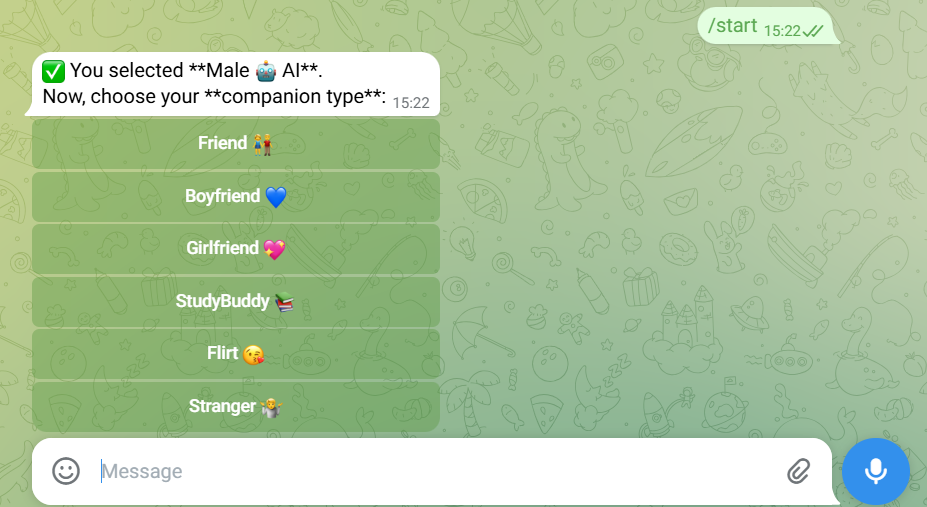 /start 15:22
✅ You selected **Male 🤖 AI**.
Now, choose your **companion type**: 15:22
Friend 👫
Boyfriend 💙
Girlfriend 💖
StudyBuddy 📚
Flirt 😘
Stranger 🤷
Message